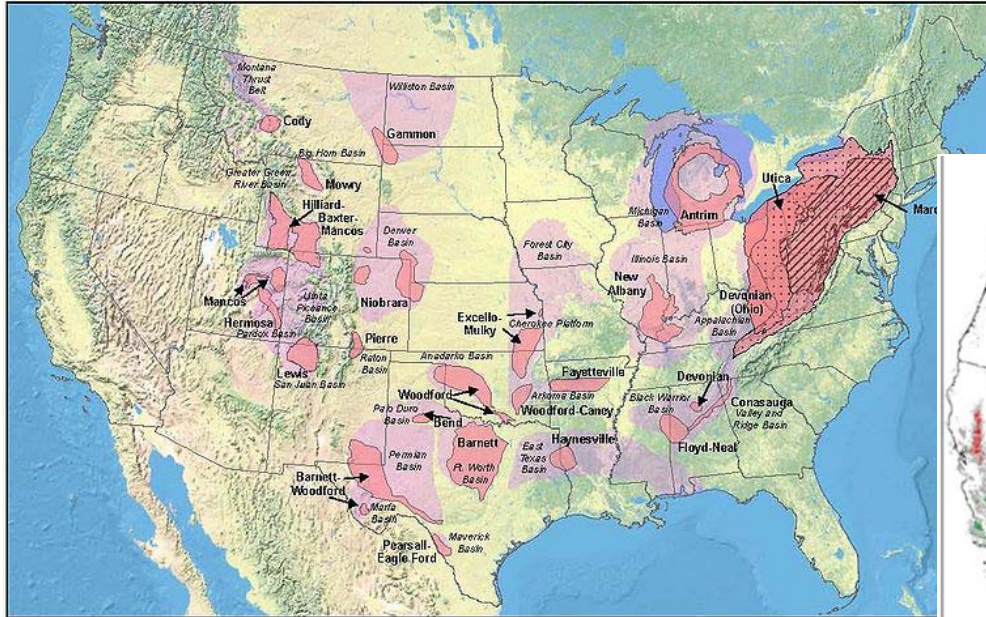 Montana
Thrust
Belt
Williston Basin
Cody
Gammon
Big Horn Basin
Greater Green
River Basin
Mowry
Hilliard-
Baxter-
Mancos
Utica
Michigan
Basin
Antrim
Denver
Basin
Forest City
Basin
Illinois Basin
New
Albany
Mancos
Uinta
Piceance
Basin
Niobrara
Devonian
(Ohio)
Appalachian
Basin
Hermosa
Pardox Basin
Excello-
Mulky
Cherokee Platform
Pierre
Raton
Basin
Anadarko Basin
Lewis
San Juan Basin
Fayetteville
Devonian
Woodford
Arkoma Basin
Woodford-Caney
Black Warrior
Basin
Conasauga
Valley and
Ridge Basin
Palo Duro
Basin
Bend
Barnett
Haynesville
Floyd-Neal
Permian
Basin
Ft. Worth
Basin
East
Texas
Basin
Barnett-
Woodford
Marfa
Basin
Pearsall-
Eagle Ford
Maverick
Basin